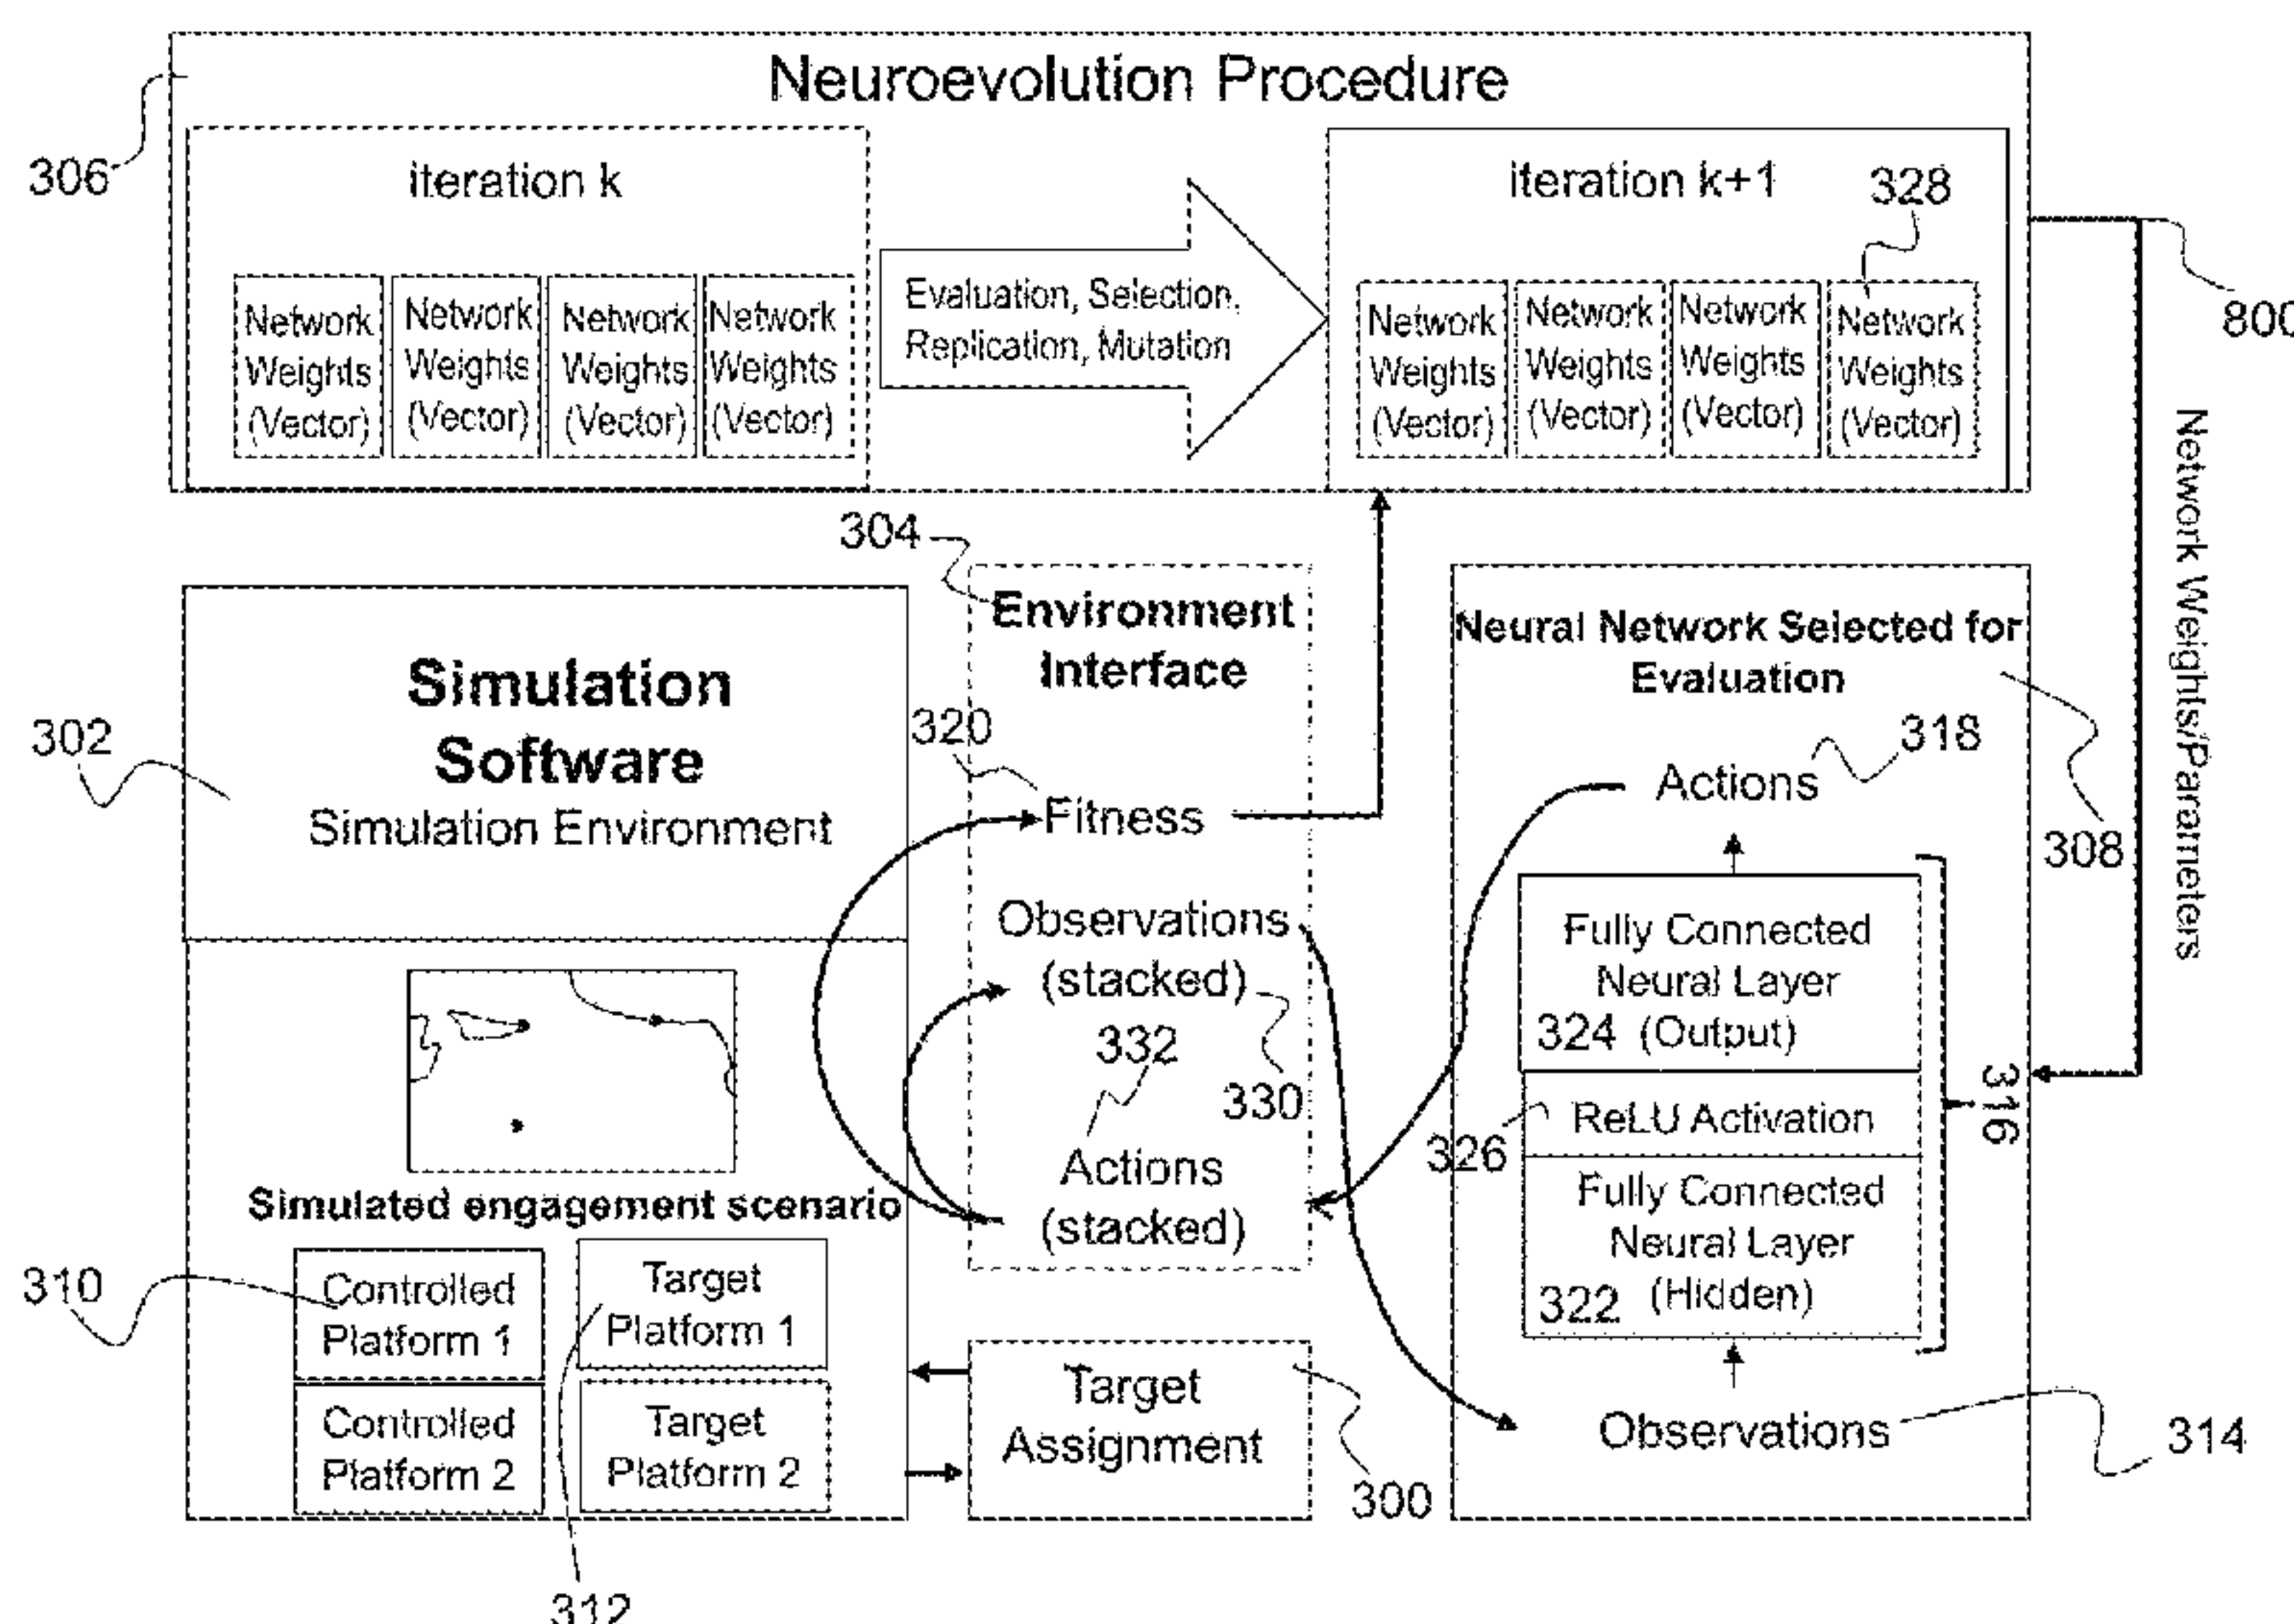 Neuroevolution Procedure
306
iteration k
Network
Weights
(Vector)
Network
Weights
(Vector)
Network
Weights
(Vector)
Network
Weights
(Vector)
Evaluation, Selection,
Replication, Mutation
iteration k+1
328
Network
Weights
(Vector)
Network
Weights
(Vector)
Network
Weights
(Vector)
Network
Weights
(Vector)
800
Network Weights/Parameters
302
Simulation
Software
Simulation Environment
Simulated engagement scenario
310
Controlled
Platform 1
Target
Platform 1
Controlled
Platform 2
Target
Platform 2
312
304
Environment
Interface
320
Fitness
Observations
(stacked)
332
330
Actions
(stacked)
Target
Assignment
300
Neural Network Selected for
Evaluation
318
Actions
308
Fully Connected
Neural Layer
324 (Output)
326
ReLU Activation
316
Fully Connected
Neural Layer
322 (Hidden)
Observations
314